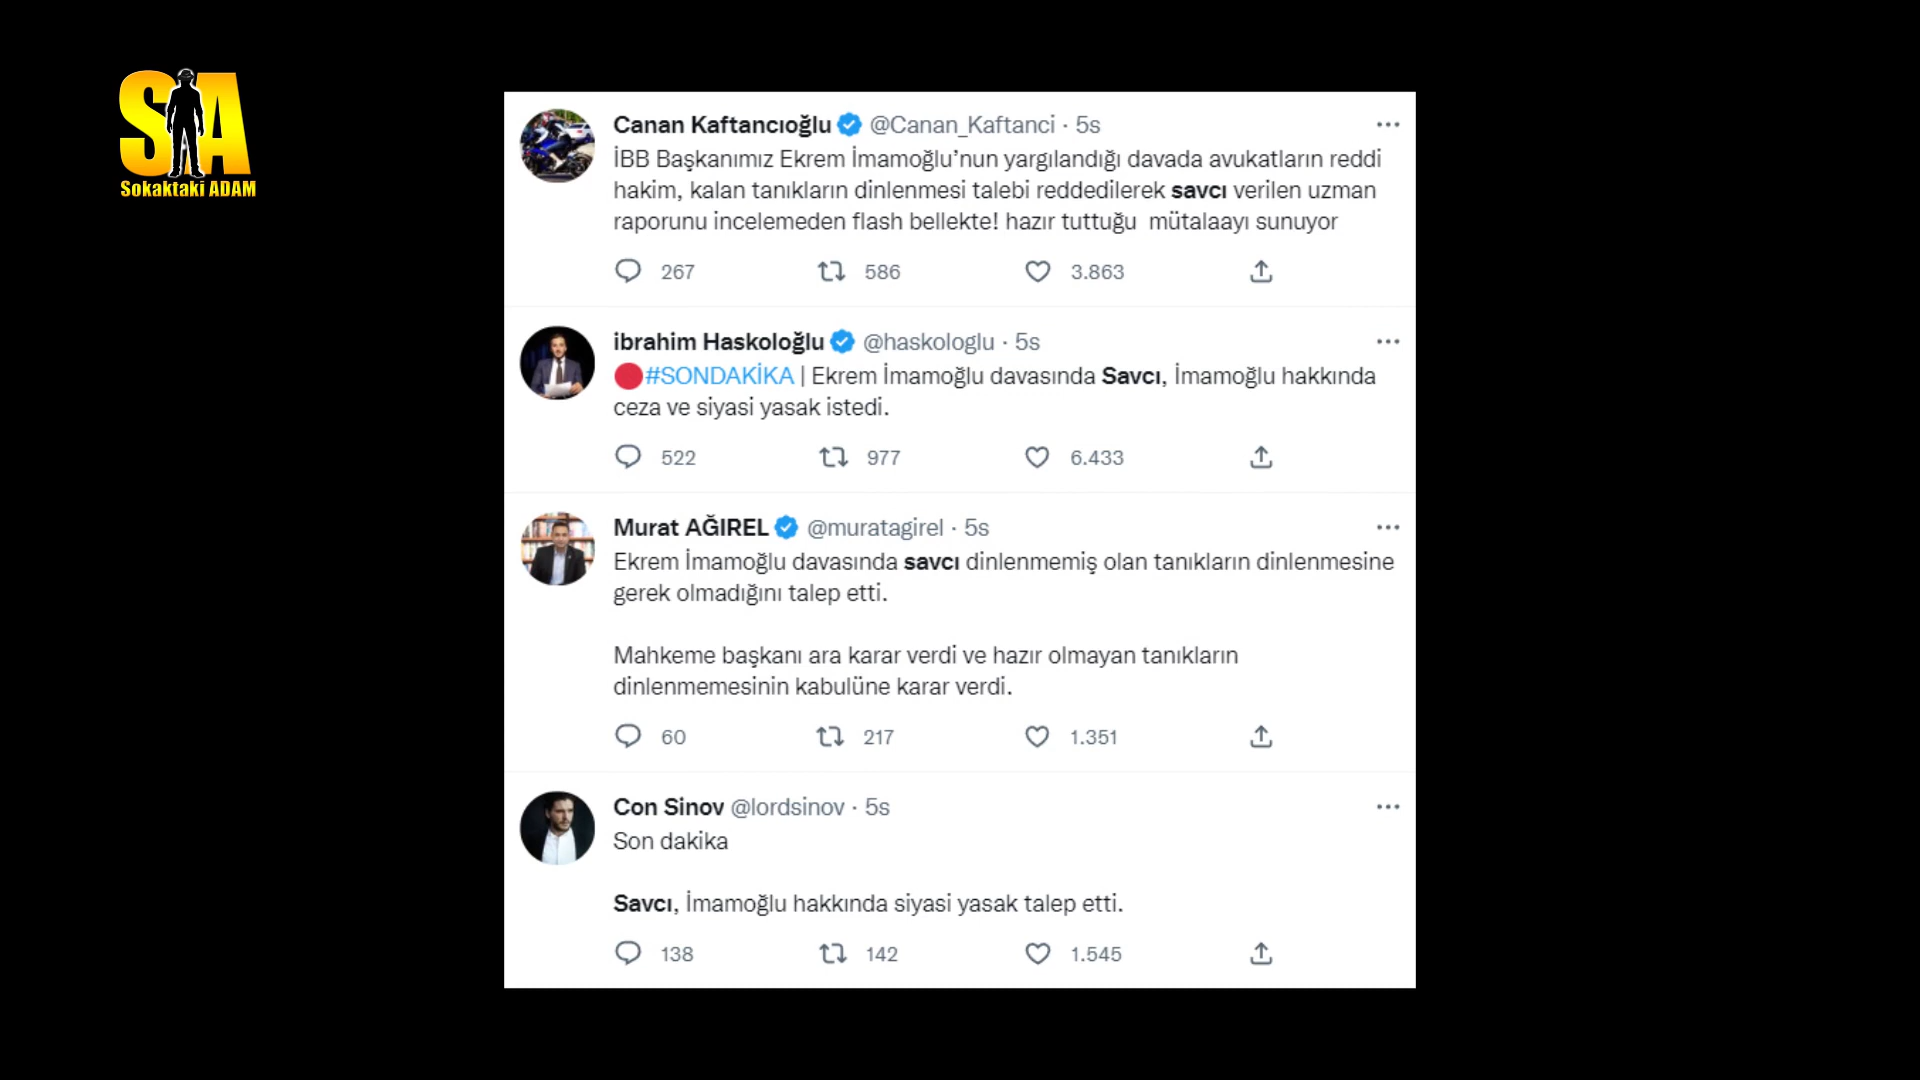 SA
Sokaktaki ADAM
Canan Kaftancıoğlu @Canan_Kaftanci · 5s
İBB Başkanımız Ekrem İmamoğlu’nun yargılandığı davada avukatların reddi
hakim, kalan tanıkların dinlenmesi talebi reddedilerek savcı verilen uzman
raporunu incelemeden flash bellekte! hazır tuttuğu  mütalaayı sunuyor
267 586 3.863
ibrahim Haskoloğlu @haskologlu · 5s
#SONDAKİKA | Ekrem İmamoğlu davasında Savcı, İmamoğlu hakkında
ceza ve siyasi yasak istedi.
522 977 6.433
Murat AĞIREL @muratagirel · 5s
Ekrem İmamoğlu davasında savcı dinlenmemiş olan tanıkların dinlenmesine
gerek olmadığını talep etti.
Mahkeme başkanı ara karar verdi ve hazır olmayan tanıkların
dinlenmemesinin kabulüne karar verdi.
60 217 1.351
Con Sinov @lordsinov · 5s
Son dakika
Savcı, İmamoğlu hakkında siyasi yasak talep etti.
138 142 1.545